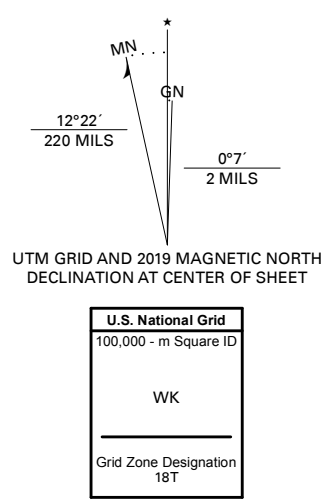 ★
MN
GN
12°22´
220 MILS
0°7´
2 MILS
UTM GRID AND 2019 MAGNETIC NORTH
DECLINATION AT CENTER OF SHEET
U.S. National Grid
100,000 - m Square ID
WK
Grid Zone Designation
18T